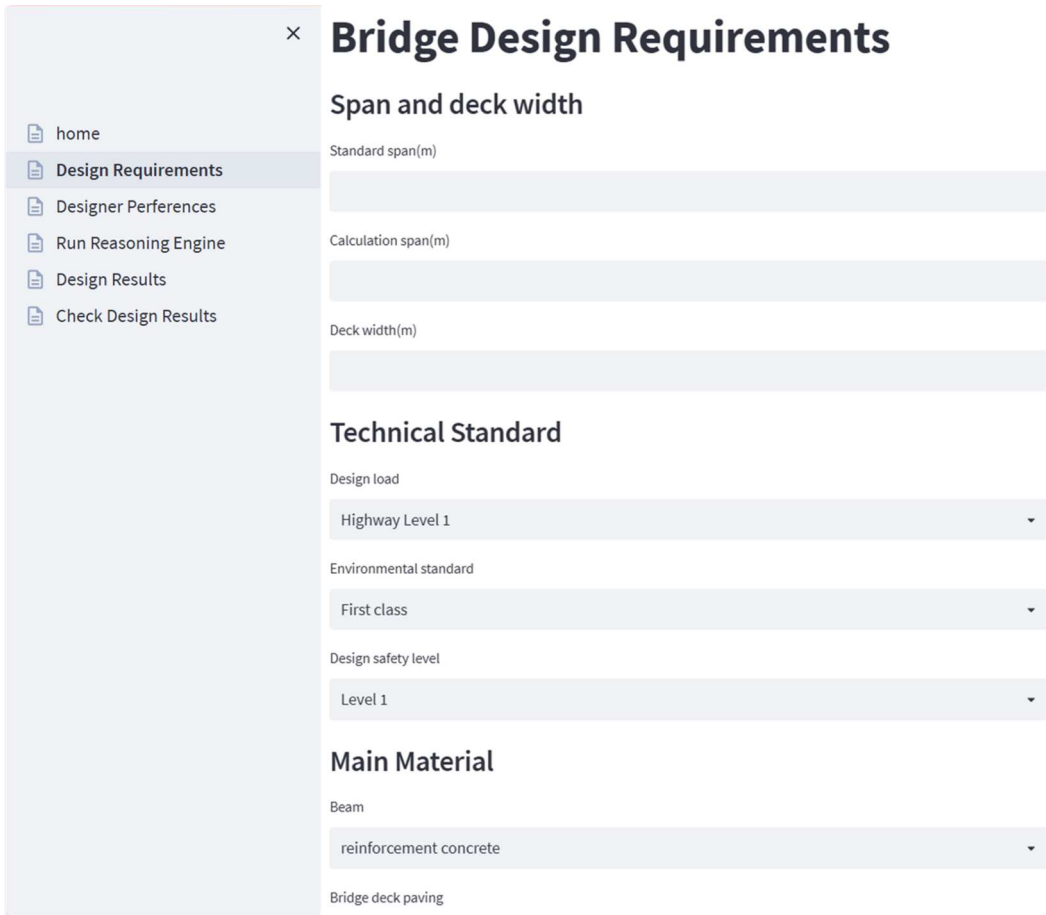 home
Design Requirements
Designer Perferences
Run Reasoning Engine
Design Results
Check Design Results
Bridge Design Requirements
Span and deck width
Standard span(m)
Calculation span(m)
Deck width(m)
Technical Standard
Design load
Highway Level 1
Environmental standard
First class
Design safety level
Level 1
Main Material
Beam
reinforcement concrete
Bridge deck paving